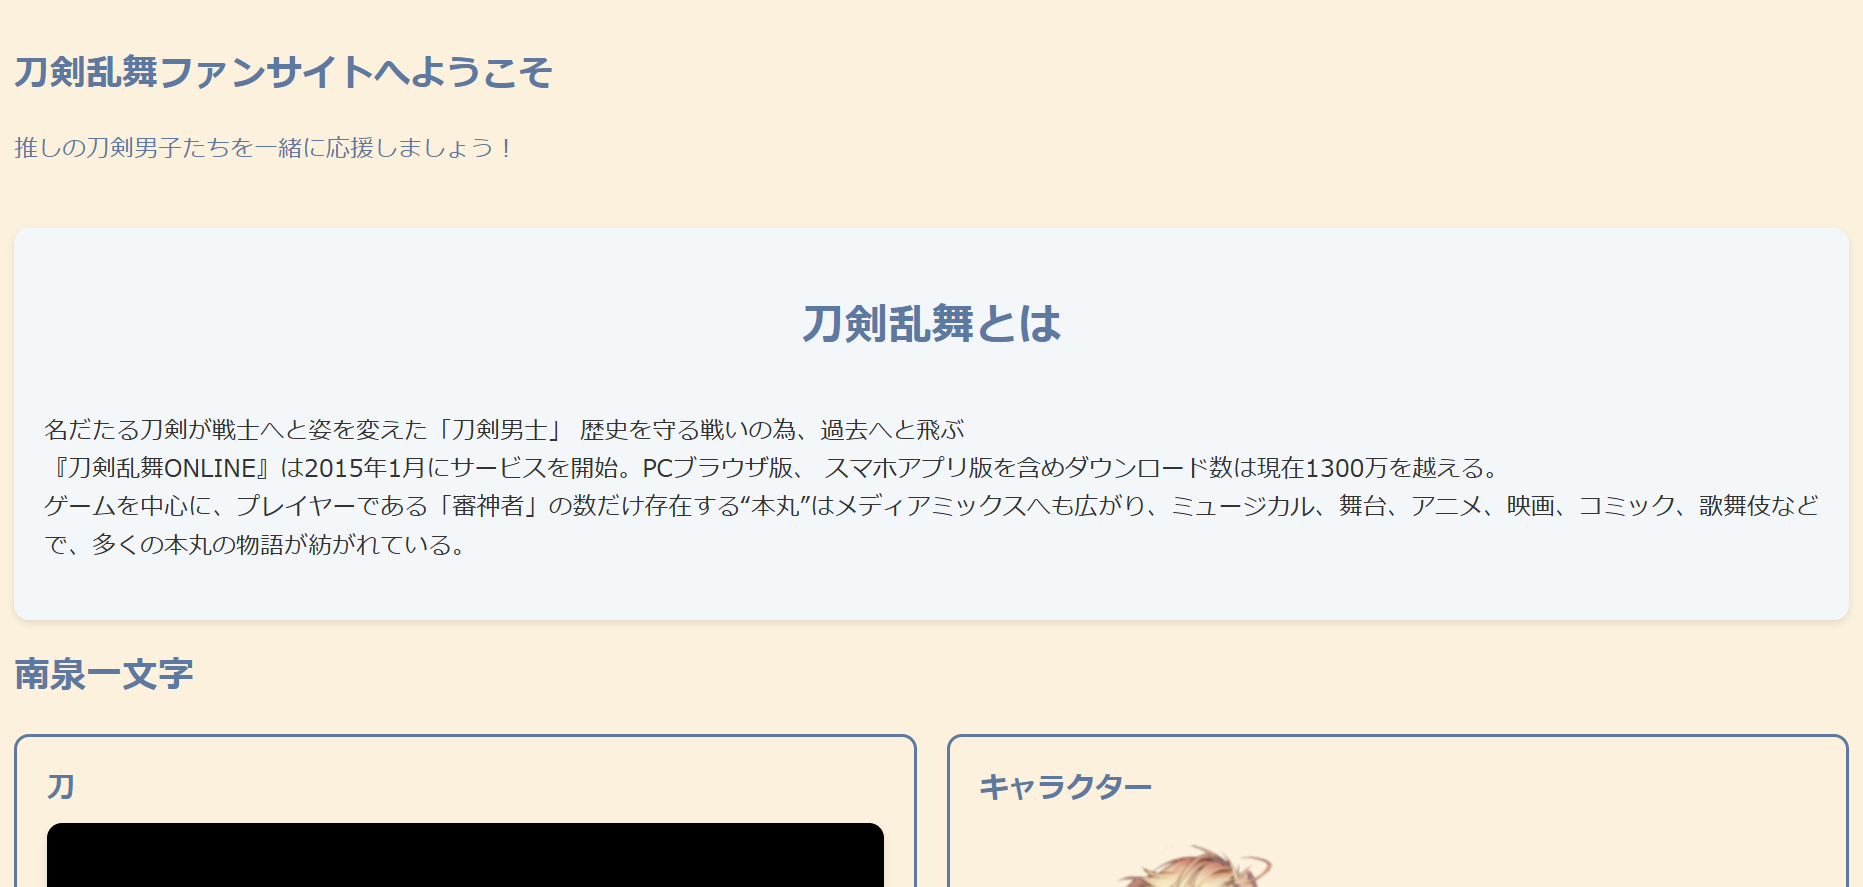 刀剣乱舞ファンサイトへようこそ
推しの刀剣男子たちを一緒に応援しましょう！
刀剣乱舞とは
名だたる刀剣が戦士へと姿を変えた「刀剣男士」 歴史を守る戦いの為、過去へと飛ぶ
『刀剣乱舞ONLINE』は2015年1月にサービスを開始。PCブラウザ版、 スマホアプリ版を含めダウンロード数は現在1300万を越える。
ゲームを中心に、プレイヤーである「審神者」の数だけ存在する“本丸”はメディアミックスへも広がり、ミュージカル、舞台、アニメ、映画、コミック、歌舞伎など
で、多くの本丸の物語が紡がれている。
南泉一文字
刀
キャラクター